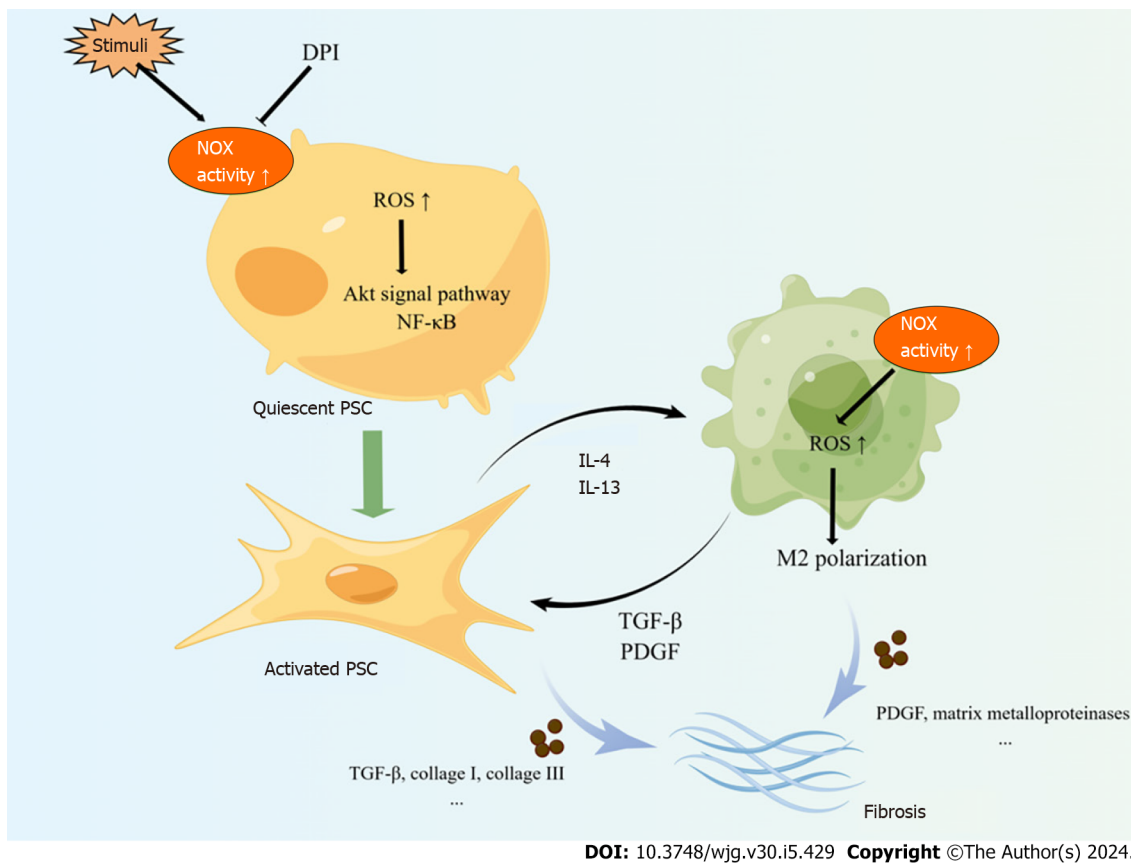 Stimuli
DPI
NOX
activity ↑
ROS ↑
Akt signal pathway
NF-κB
Quiescent PSC
NOX
activity ↑
ROS ↑
IL-4
IL-13
M2 polarization
TGF-β
PDGF
Activated PSC
PDGF, matrix metalloproteinases
...
TGF-β, collage I, collage III
...
Fibrosis
DOI: 10.3748/wjg.v30.i5.429 Copyright ©The Author(s) 2024.